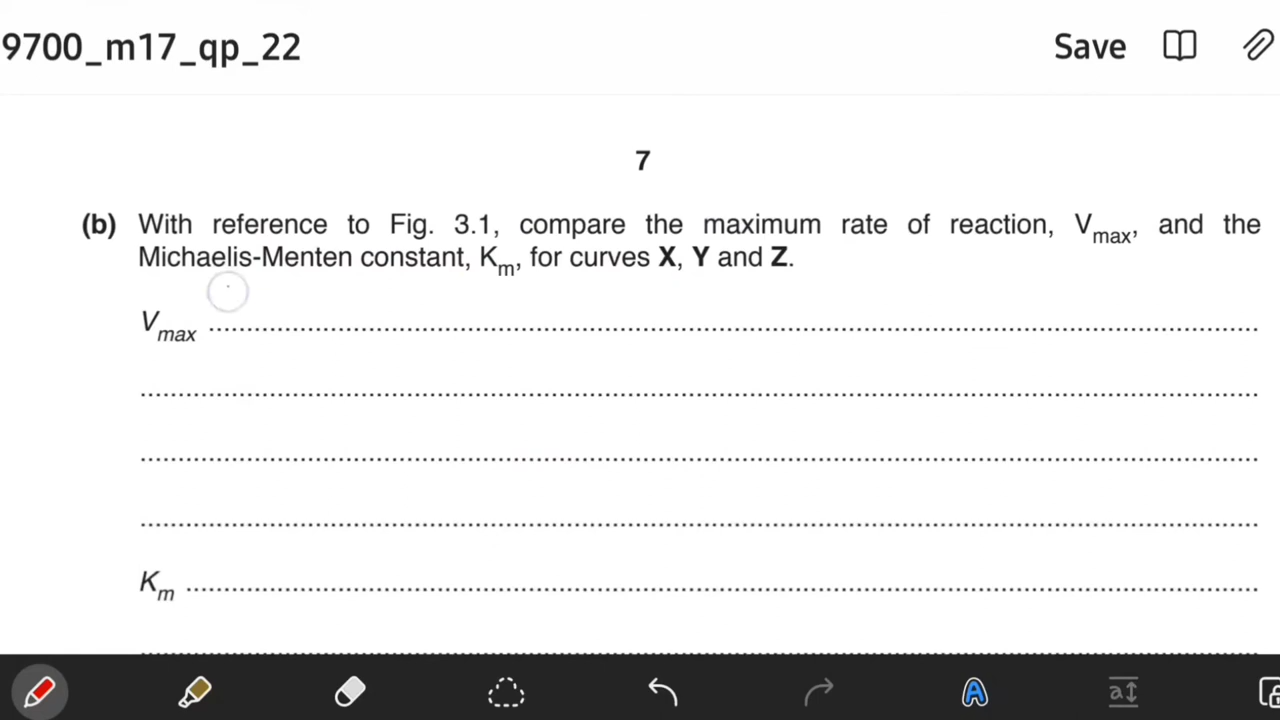 9700_m17_qp_22
Save
7
(b) With reference to Fig. 3.1, compare the maximum rate of reaction, Vmax, and the
Michaelis-Menten constant, Km, for curves X, Y and Z.
Vmax ................................................................................
................................................................................
................................................................................
................................................................................
Km ................................................................................
................................................................................
A
a